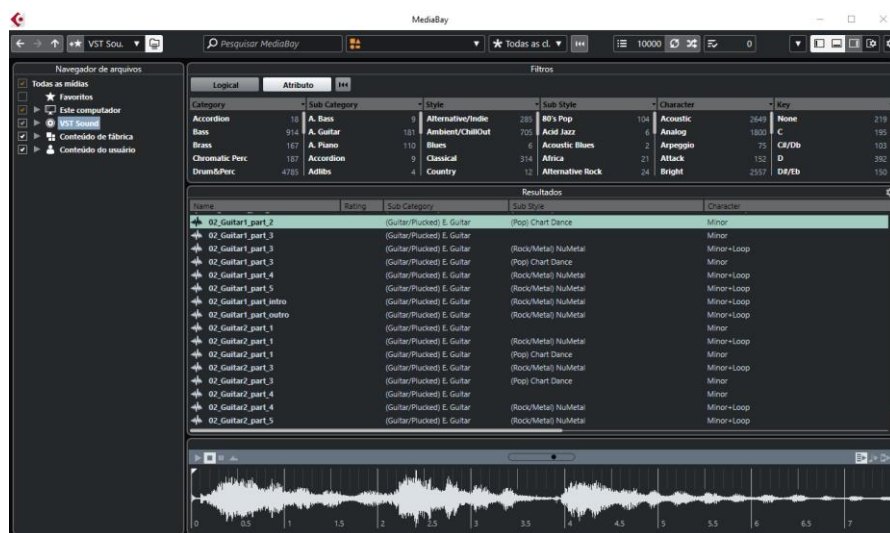 MediaBay
VST Sou. Pesquisar MediaBay Todas as cl. 10000 0
Navegador de arquivos
Todas as mídias
Favoritos
Este computador
VST Sound
Conteúdo de fábrica
Conteúdo do usuário
Filtros
Logical Atributo
Category Sub Category Style Sub Style Character Key
Accordion 18 A. Bass 9 Alternative/Indie 285 80's Pop 104 Acoustic 2649 None 219
Bass 914 A. Guitar 181 Ambient/ChillOut 705 Acid Jazz 6 Analog 1800 C 195
Brass 167 A. Piano 110 Blues 6 Acoustic Blues 2 Arpeggio 75 C#/Db 103
Chromatic Perc 187 Accordion 9 Classical 314 Africa 21 Attack 152 D 392
Drum&Perc 4785 Adlibs 4 Country 12 Alternative Rock 24 Bright 2557 D#/Eb 150
Resultados
Name Rating Sub Category Sub Style Character
02_Guitar1_part_2 (Guitar/Plucked) E. Guitar (Pop) Chart Dance Minor
02_Guitar1_part_3 (Guitar/Plucked) E. Guitar Minor
02_Guitar1_part_3 (Guitar/Plucked) E. Guitar (Rock/Metal) NuMetal Minor+Loop
02_Guitar1_part_3 (Guitar/Plucked) E. Guitar (Pop) Chart Dance Minor
02_Guitar1_part_4 (Guitar/Plucked) E. Guitar (Rock/Metal) NuMetal Minor+Loop
02_Guitar1_part_5 (Guitar/Plucked) E. Guitar (Rock/Metal) NuMetal Minor+Loop
02_Guitar1_part_intro (Guitar/Plucked) E. Guitar (Rock/Metal) NuMetal Minor+Loop
02_Guitar1_part_outro (Guitar/Plucked) E. Guitar (Rock/Metal) NuMetal Minor+Loop
02_Guitar2_part_1 (Guitar/Plucked) E. Guitar Minor
02_Guitar2_part_1 (Guitar/Plucked) E. Guitar (Rock/Metal) NuMetal Minor+Loop
02_Guitar2_part_1 (Guitar/Plucked) E. Guitar (Pop) Chart Dance Minor
02_Guitar2_part_3 (Guitar/Plucked) E. Guitar (Rock/Metal) NuMetal Minor+Loop
02_Guitar2_part_3 (Guitar/Plucked) E. Guitar (Pop) Chart Dance Minor
02_Guitar2_part_4 (Guitar/Plucked) E. Guitar Minor
02_Guitar2_part_4 (Guitar/Plucked) E. Guitar (Rock/Metal) NuMetal Minor+Loop
02_Guitar2_part_5 (Guitar/Plucked) E. Guitar (Rock/Metal) NuMetal Minor+Loop
0 0.5 1 1.5 2 2.5 3 3.5 4 4.5 5 5.5 6 6.5 7